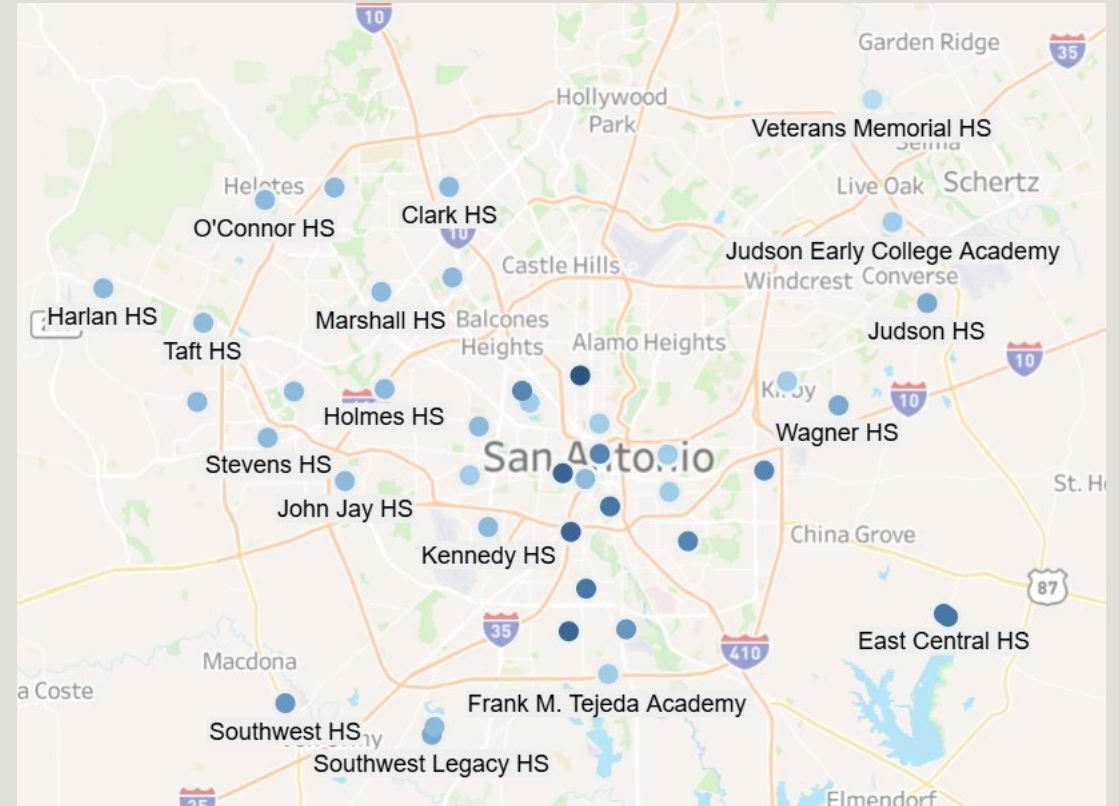 10
Garden Ridge
35
Hollywood
Park
Veterans Memorial HS
Selma
Helotes
Live Oak
Schertz
O'Connor HS
Clark HS
10
Castle Hills
Judson Early College Academy
Windcrest
Converse
Harlan HS
Marshall HS
Balcones
Heights
Alamo Heights
Judson HS
Taft HS
10
Kirby
10
Holmes HS
Wagner HS
San Antonio
Stevens HS
St. H
John Jay HS
China Grove
Kennedy HS
87
35
East Central HS
410
Macdona
a Coste
Frank M. Tejeda Academy
Southwest HS
Southwest Legacy HS
35
Elmendorf